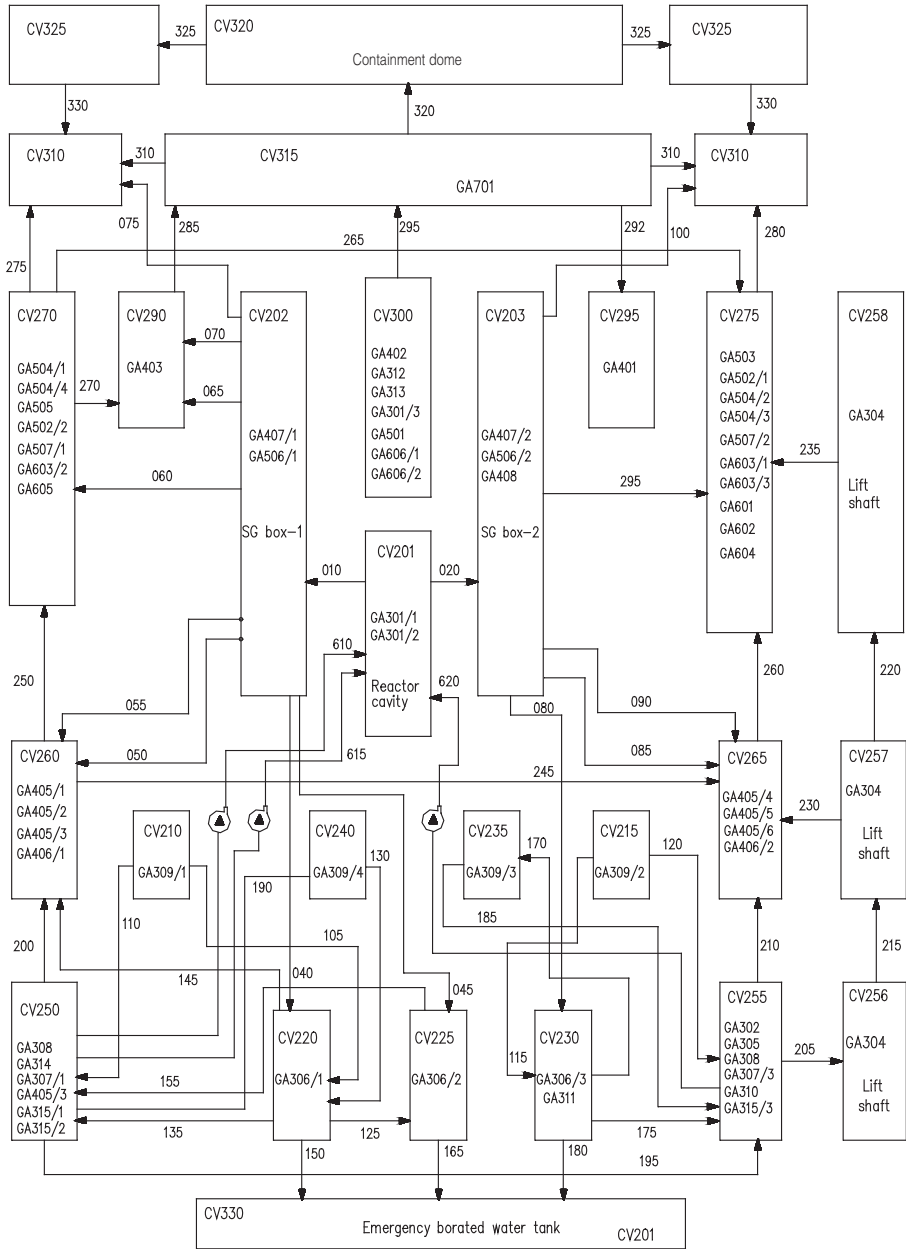 CV325
325
CV320
325
CV325
Containment dome
330
320
330
CV310
310
CV315
310
CV310
GA701
075
285
295
292
100
280
265
275
CV270
CV290
CV202
CV300
CV203
CV295
CV275
CV258
070
GA403
GA401
GA504/1
GA504/4
GA505
GA502/2
GA507/1
GA603/2
GA605
270
065
060
GA407/1
GA506/1
SG box-1
GA402
GA312
GA313
GA301/3
GA501
GA606/1
GA606/2
GA407/2
GA506/2
GA408
SG box-2
295
GA503
GA502/1
GA504/2
GA504/3
GA507/2
GA603/1
GA603/3
GA601
GA602
GA604
235
GA304
Lift
shaft
CV201
010
020
GA301/1
GA301/2
Reactor
cavity
610
620
615
250
055
050
080
090
085
260
220
CV260
GA405/1
GA405/2
GA405/3
GA406/1
245
CV265
GA405/4
GA405/5
GA405/6
GA406/2
230
CV257
GA304
Lift
shaft
CV210
GA309/1
CV240
GA309/4
130
190
CV235
GA309/3
170
CV215
GA309/2
120
110
105
185
200
145
040
045
210
215
CV250
GA308
GA314
GA307/1
GA405/3
GA315/1
GA315/2
155
135
CV220
GA306/1
125
CV225
GA306/2
115
CV230
GA306/3
GA311
175
CV255
GA302
GA305
GA308
GA307/3
GA310
GA315/3
205
CV256
GA304
Lift
shaft
150
165
180
195
CV330
Emergency borated water tank
CV201